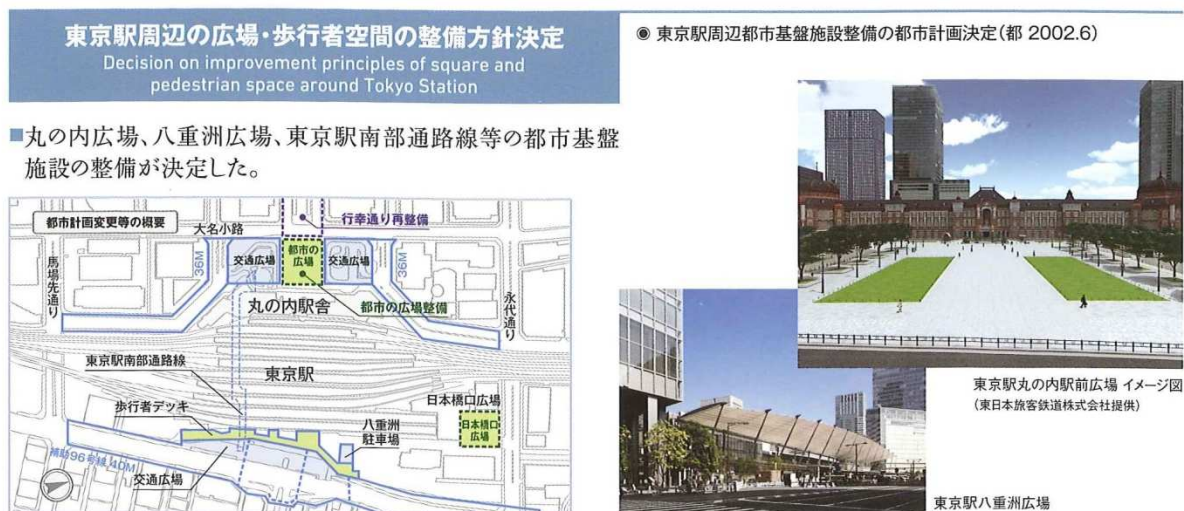 東京駅周辺の広場・歩行者空間の整備方針決定
Decision on improvement principles of square and
pedestrian space around Tokyo Station
■丸の内広場、八重洲広場、東京駅南部通路線等の都市基盤
施設の整備が決定した。
都市計画変更等の概要
大名小路
行幸通り再整備
馬場先通り
36M
交通広場
都市の
広場
交通広場
36M
永代通り
丸の内駅舎
都市の広場整備
東京駅南部通路線
東京駅
歩行者デッキ
日本橋口広場
八重洲
駐車場
日本橋口
広場
補助96号線 40M
交通広場
◉ 東京駅周辺都市基盤施設整備の都市計画決定(都 2002.6)
東京駅丸の内駅前広場 イメージ図
(東日本旅客鉄道株式会社提供)
東京駅八重洲広場